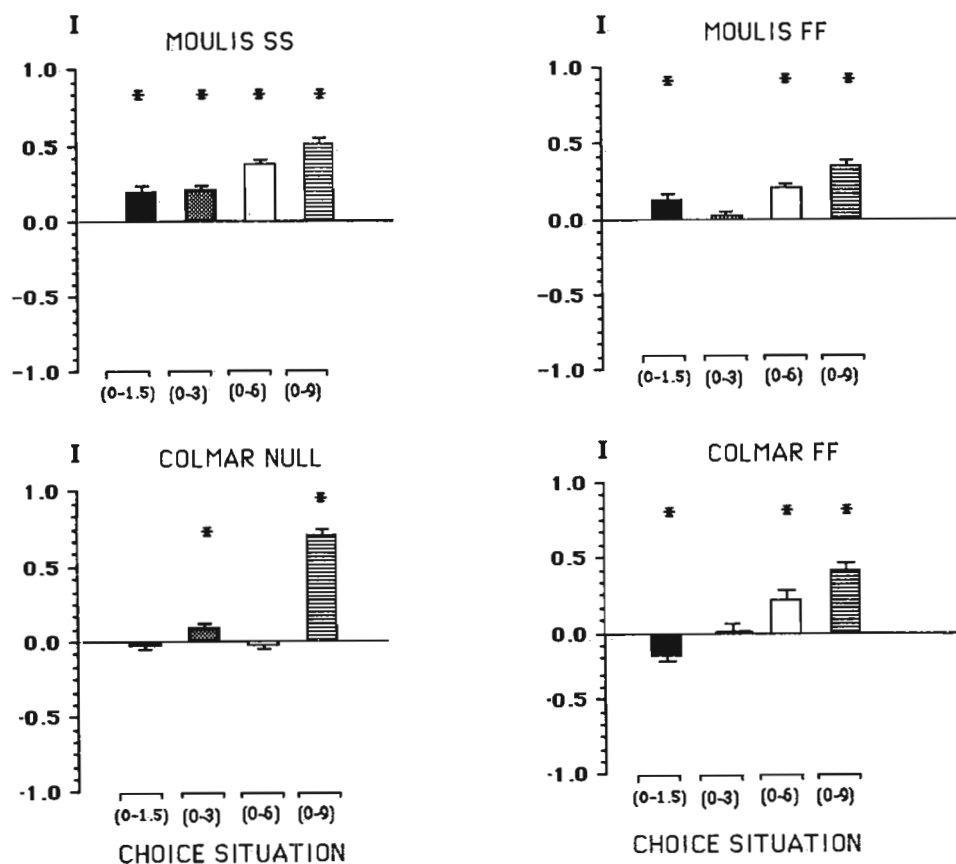 I
MOULIS SS
1.0
0.5
0.0
-0.5
-1.0
* * * *
(0-1.5) (0-3) (0-6) (0-9)
I
MOULIS FF
1.0
0.5
0.0
-0.5
-1.0
* * *
(0-1.5) (0-3) (0-6) (0-9)
I
COLMAR NULL
1.0
0.5
0.0
-0.5
-1.0
* *
(0-1.5) (0-3) (0-6) (0-9)
CHOICE SITUATION
I
COLMAR FF
1.0
0.5
0.0
-0.5
-1.0
* * *
(0-1.5) (0-3) (0-6) (0-9)
CHOICE SITUATION